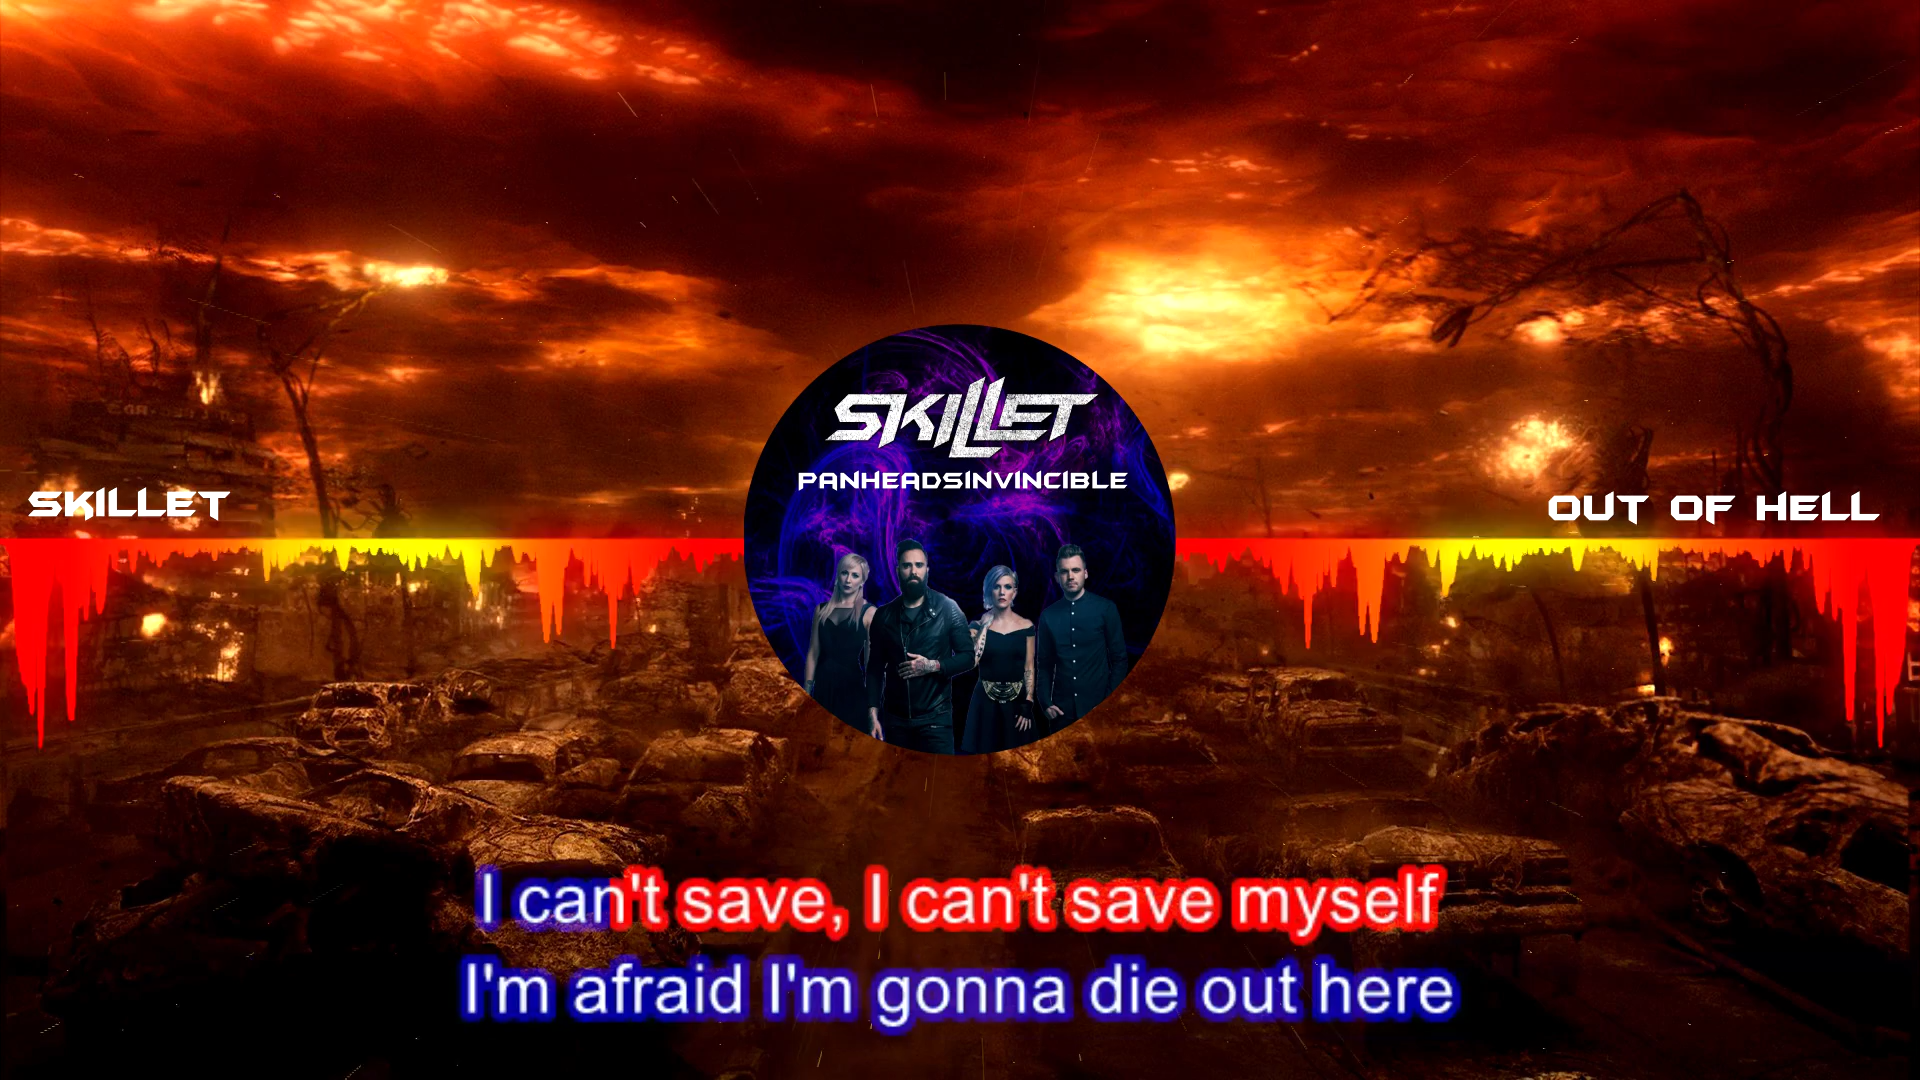 SKILLET
PANHEADSINVINCIBLE
SKILLET
OUT OF HELL
I can't save, I can't save myself
I'm afraid I'm gonna die out here